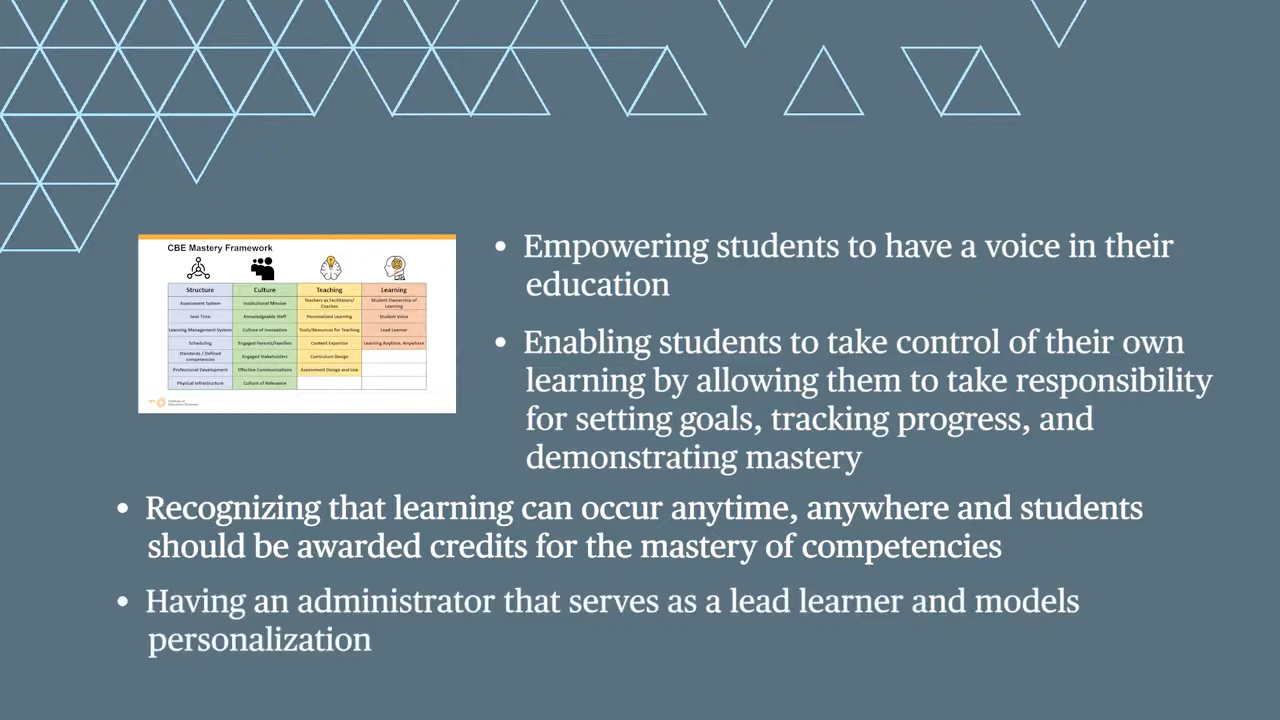 CBE Mastery Framework
Structure Culture Teaching Learning
Assessment System Institutional Mission Teachers as Facilitators/ Coaches Student Ownership of Learning
Seat Time Knowledgeable Staff Personalized Learning Student Voice
Learning Management System Culture of Innovation Tools/Resources for Teaching Lead Learner
Scheduling Engaged Parents/Families Content Expertise Learning Anytime, Anywhere
Standards / Defined competencies Engaged Stakeholders Curriculum Design
Professional Development Effective Communications Assessment Design and Use
Physical Infrastructure Culture of Relevance
• Empowering students to have a voice in their
education
• Enabling students to take control of their own
learning by allowing them to take responsibility
for setting goals, tracking progress, and
demonstrating mastery
• Recognizing that learning can occur anytime, anywhere and students
should be awarded credits for the mastery of competencies
• Having an administrator that serves as a lead learner and models
personalization